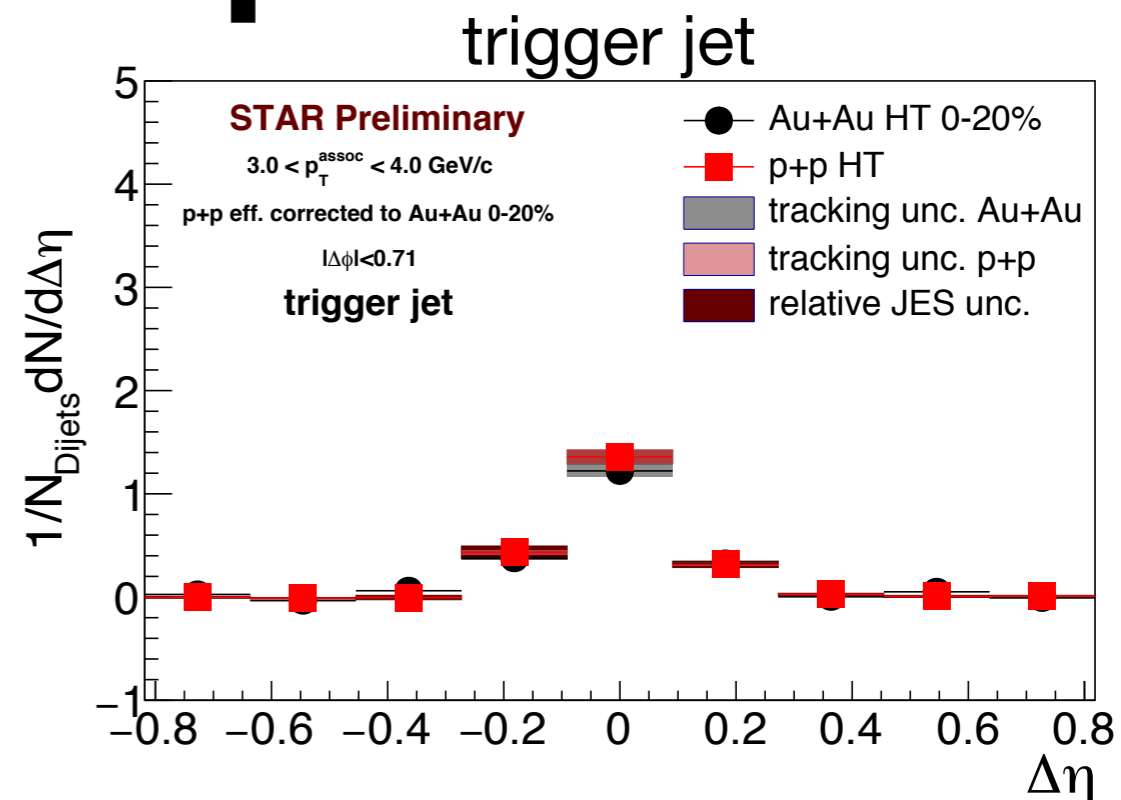 trigger jet
STAR Preliminary
3.0 < p_T^assoc < 4.0 GeV/c
p+p eff. corrected to Au+Au 0-20%
|Δϕ|<0.71
trigger jet
Au+Au HT 0-20%
p+p HT
tracking unc. Au+Au
tracking unc. p+p
relative JES unc.
1/N_Dijets dN/dΔη
5
4
3
2
1
0
−1
−0.8 −0.6 −0.4 −0.2 0 0.2 0.4 0.6 0.8
Δη